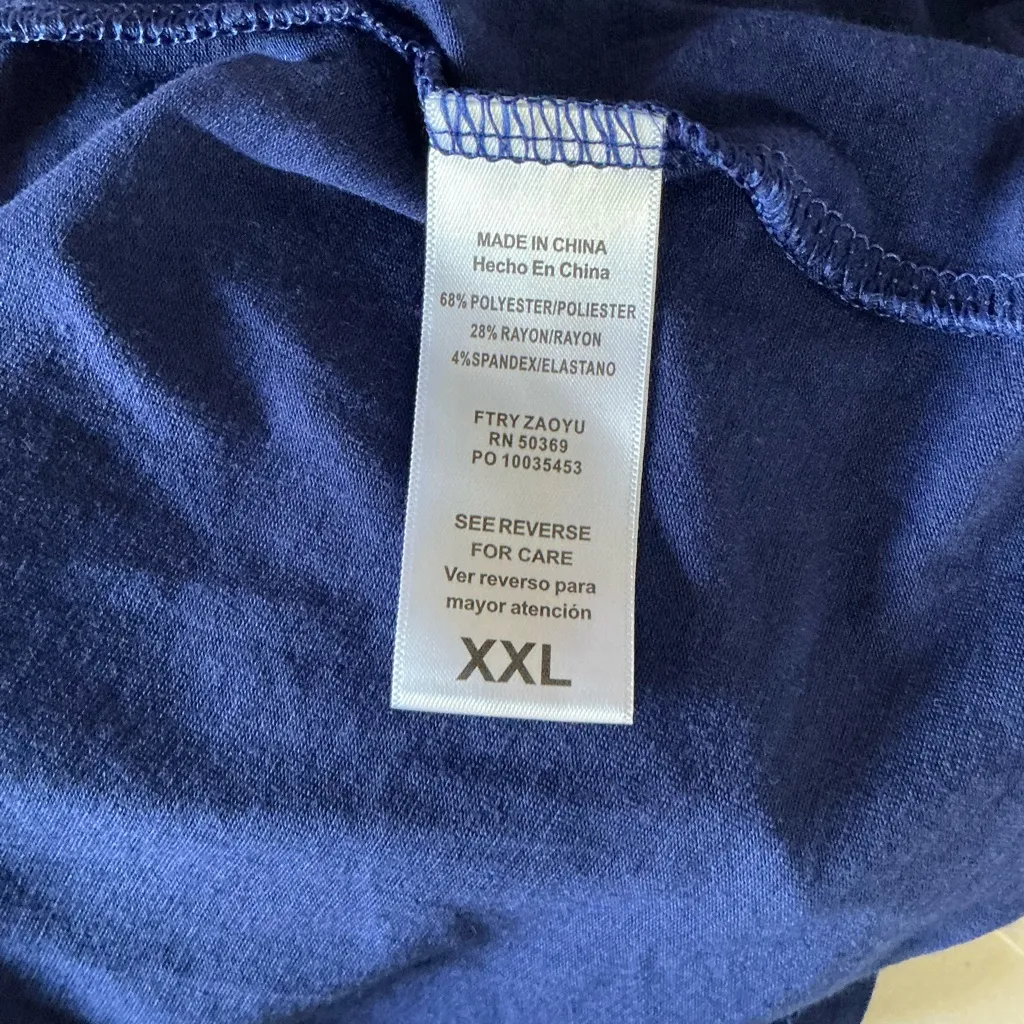 MADE IN CHINA
Hecho En China
68% POLYESTER/POLIESTER
28% RAYON/RAYON
4%SPANDEX/ELASTANO
FTRY ZAOYU
RN 50369
PO 10035453
SEE REVERSE
FOR CARE
Ver reverso para
mayor atención
XXL